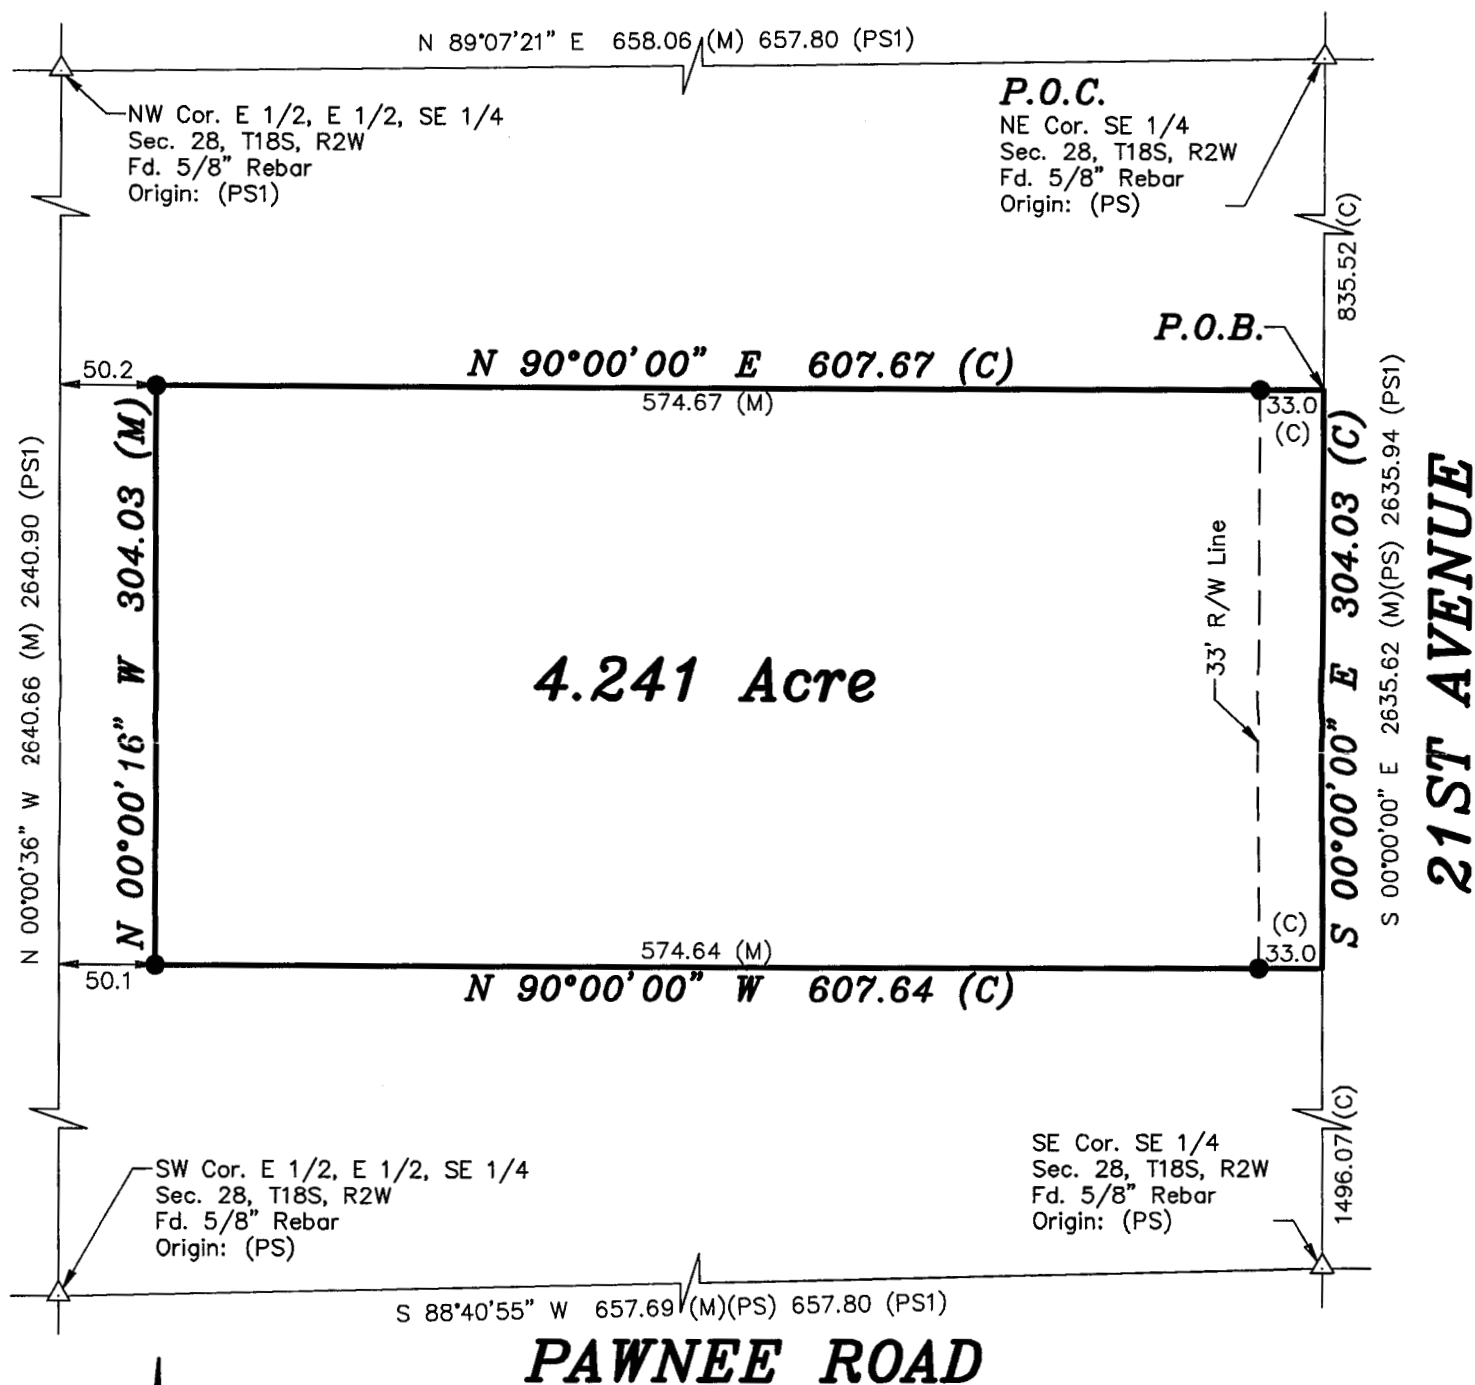 N 89°07'21" E 658.06 (M) 657.80 (PS1)
NW Cor. E 1/2, E 1/2, SE 1/4
Sec. 28, T18S, R2W
Fd. 5/8" Rebar
Origin: (PS1)
P.O.C.
NE Cor. SE 1/4
Sec. 28, T18S, R2W
Fd. 5/8" Rebar
Origin: (PS)
835.52 (C)
P.O.B.
N 90°00'00" E 607.67 (C)
50.2
574.67 (M)
33.0
(C)
N 00°00'36" W 2640.66 (M) 2640.90 (PS1)
N 00°00'16" W 304.03 (M)
4.241 Acre
33' R/W Line
S 00°00'00" E 304.03 (C)
S 00°00'00" E 2635.62 (M)(PS) 2635.94 (PS1)
21ST AVENUE
50.1
574.64 (M)
(C)
33.0
N 90°00'00" W 607.64 (C)
SW Cor. E 1/2, E 1/2, SE 1/4
Sec. 28, T18S, R2W
Fd. 5/8" Rebar
Origin: (PS)
SE Cor. SE 1/4
Sec. 28, T18S, R2W
Fd. 5/8" Rebar
Origin: (PS)
1496.07 (C)
S 88°40'55" W 657.69 (M)(PS) 657.80 (PS1)
PAWNEE ROAD